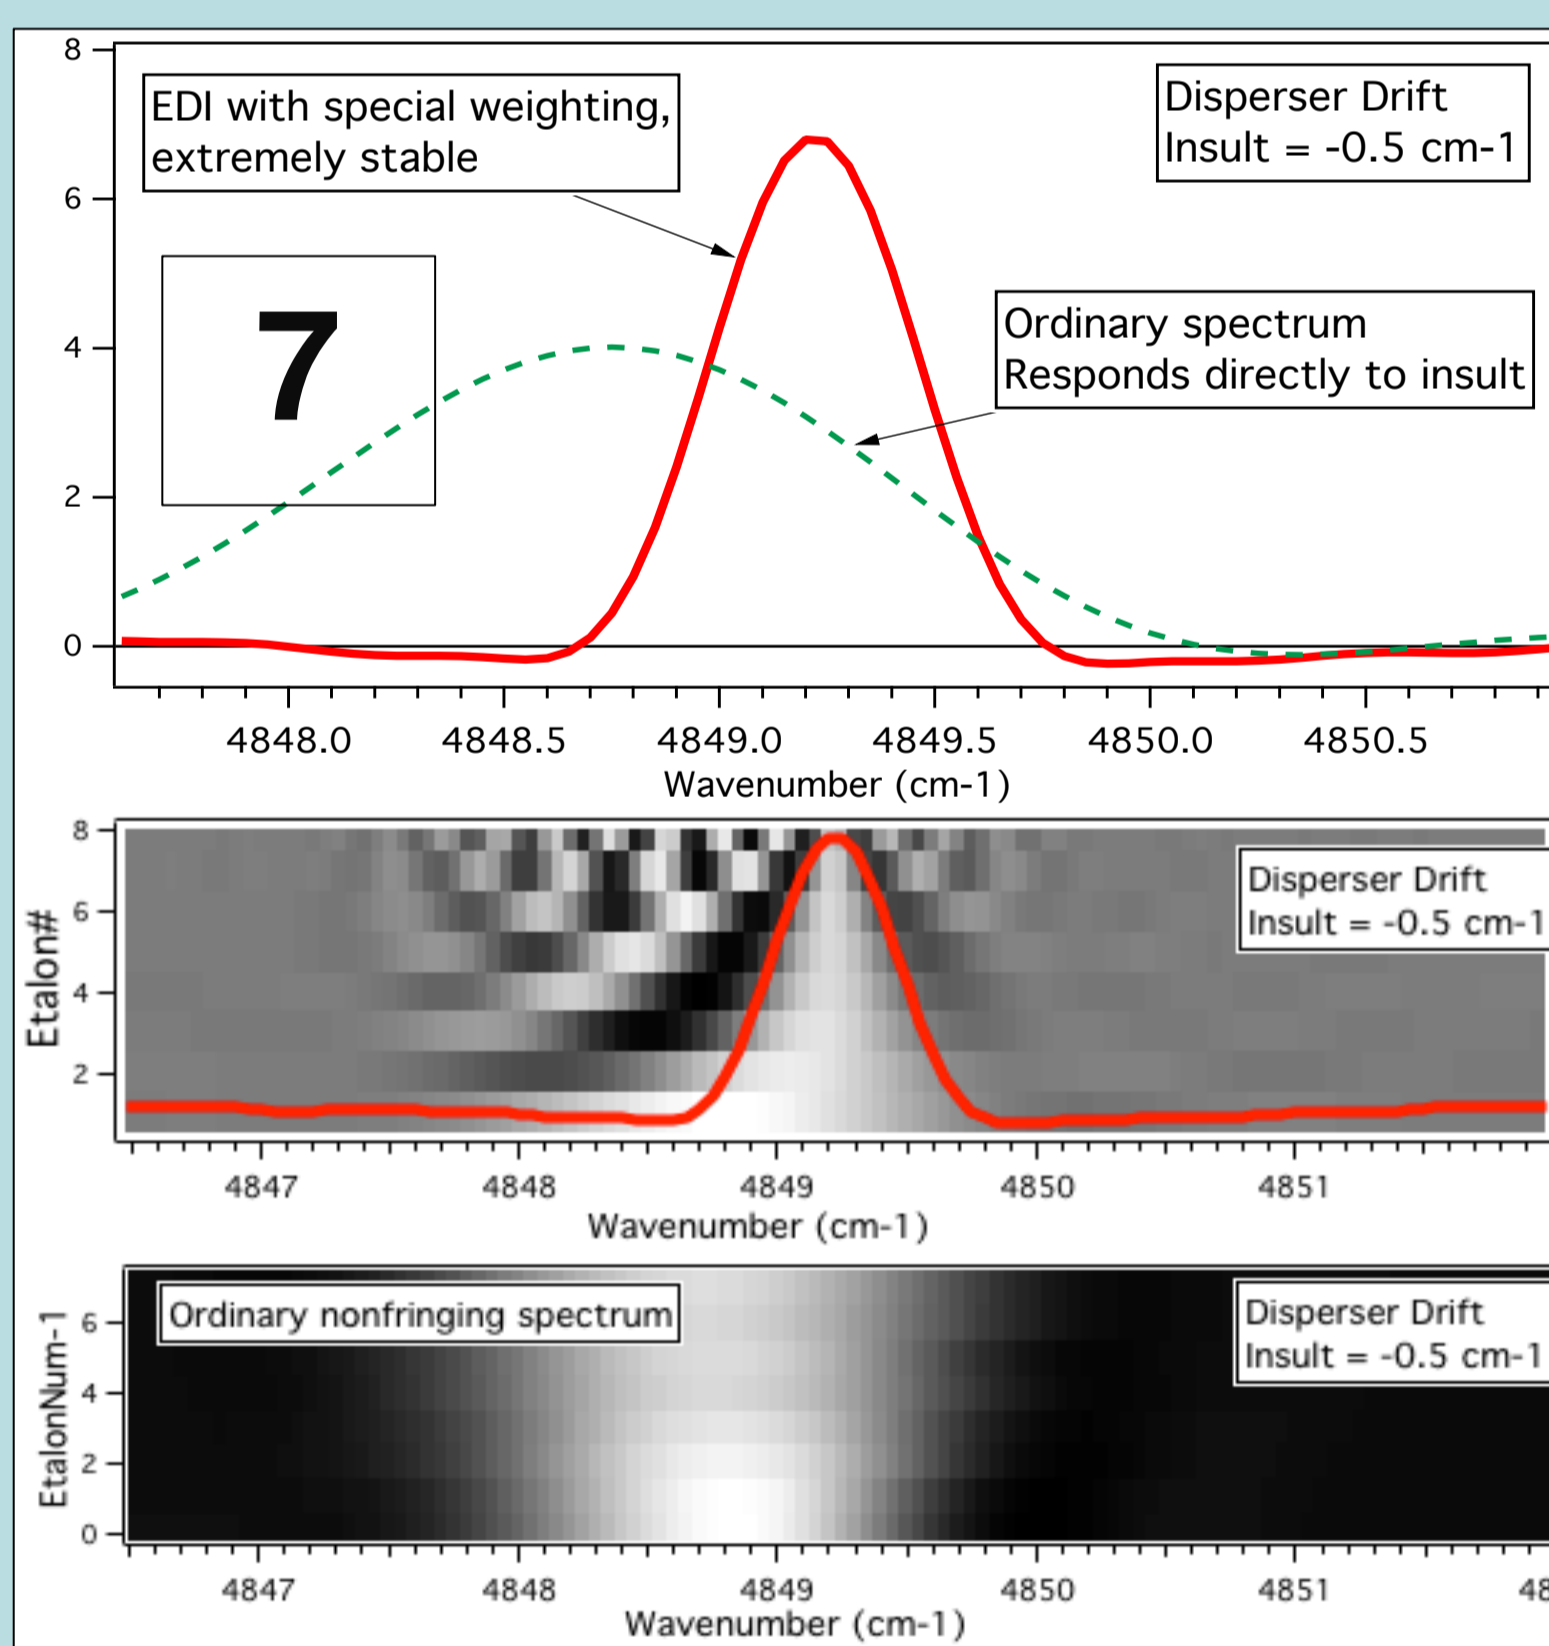 8
EDI with special weighting,
extremely stable
Disperser Drift
Insult = -0.5 cm-1
6
7
Ordinary spectrum
Responds directly to insult
4
2
0
4848.0 4848.5 4849.0 4849.5 4850.0 4850.5
Wavenumber (cm-1)
8
Disperser Drift
Insult = -0.5 cm-1
6
Etalon#
4
2
4847 4848 4849 4850 4851
Wavenumber (cm-1)
Ordinary nonfringing spectrum
Disperser Drift
Insult = -0.5 cm-1
6
EtalonNum-1
4
2
0
4847 4848 4849 4850 4851 48
Wavenumber (cm-1)